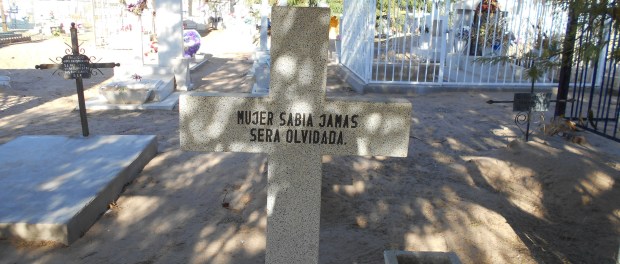 MUJER SABIA JAMAS
SERA OLVIDADA.